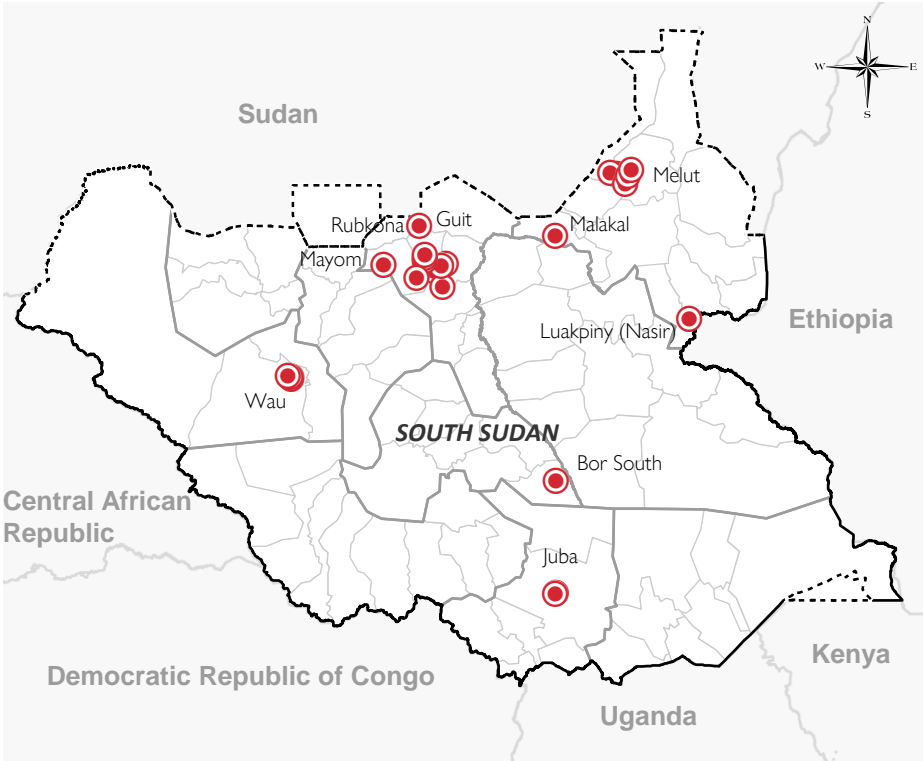 N
W E
S
Sudan
Melut
Rubkona Guit
Malakal
Mayom
Ethiopia
Luakpiny (Nasir)
Wau
SOUTH SUDAN
Bor South
Central African
Republic
Juba
Kenya
Democratic Republic of Congo
Uganda